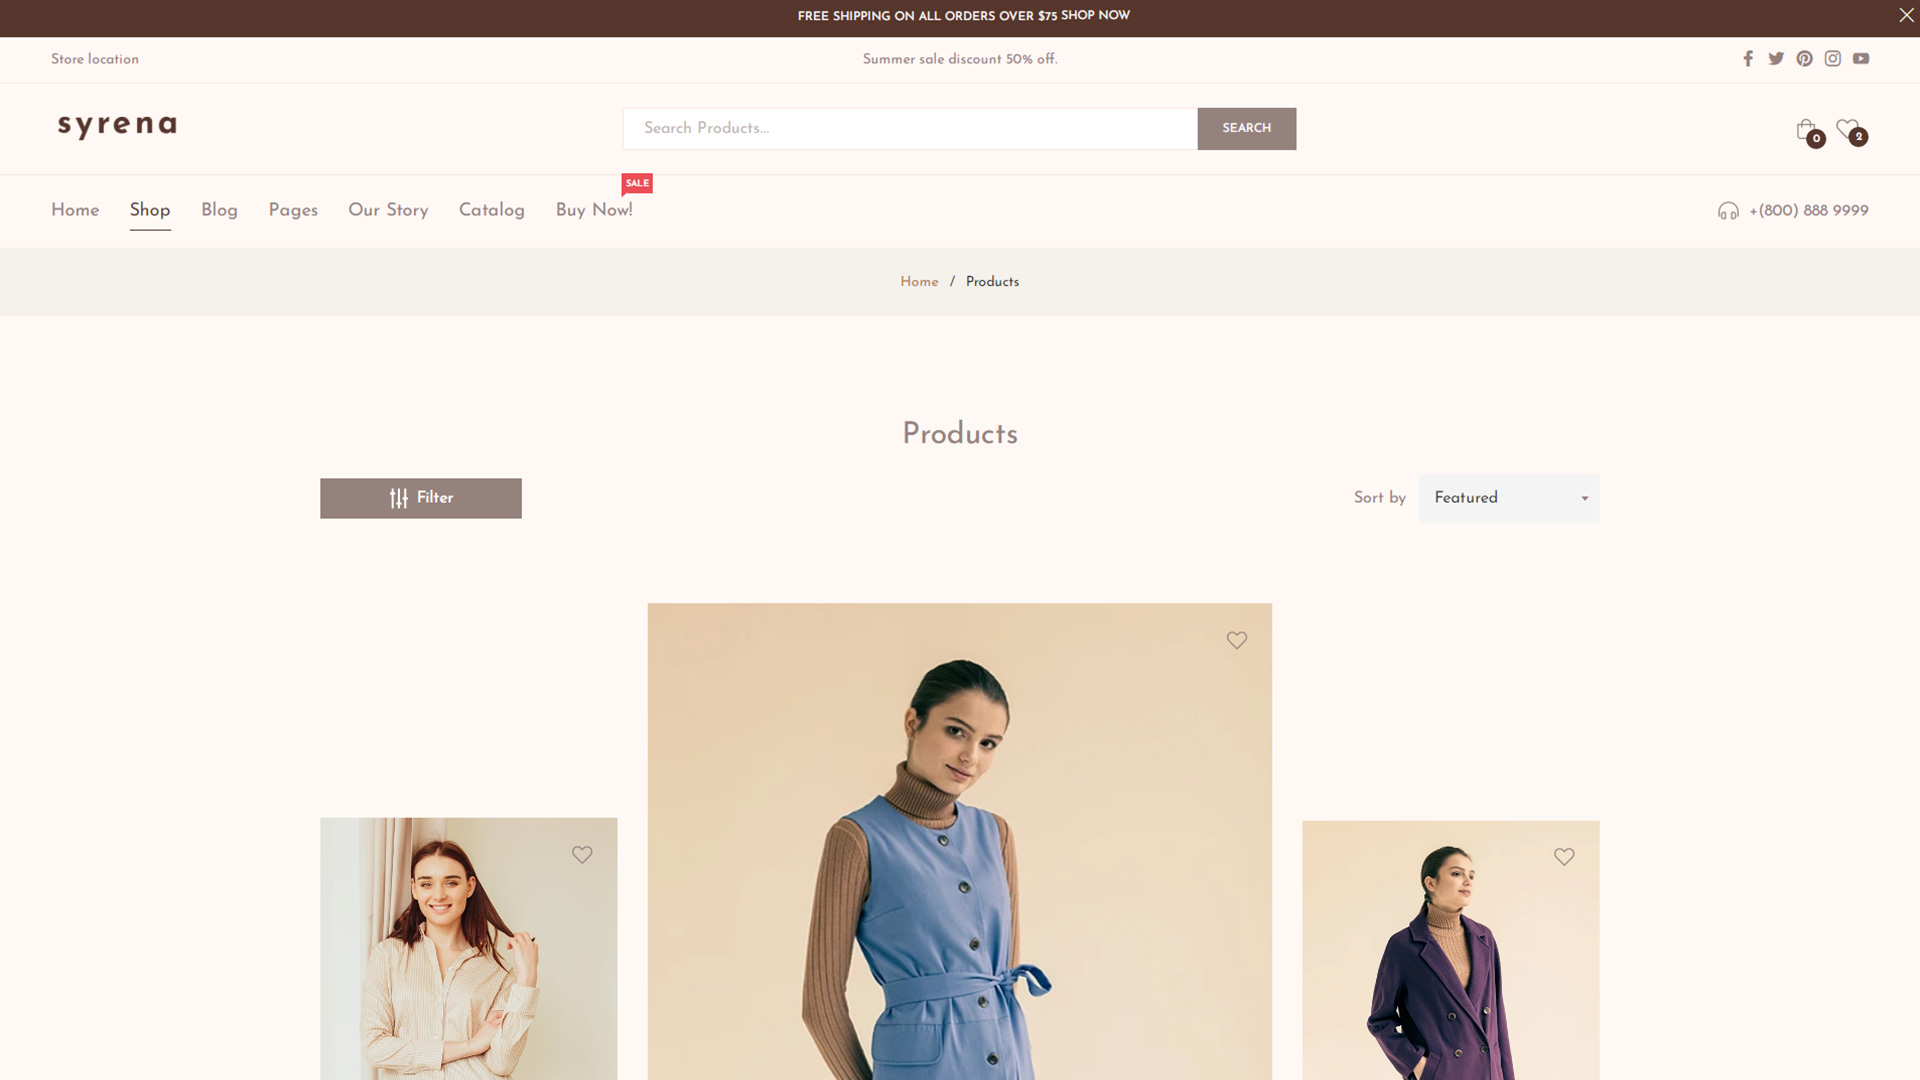 FREE SHIPPING ON ALL ORDERS OVER $75 SHOP NOW
Store location
Summer sale discount 50% off.
syrena
Search Products...
SEARCH
0
2
SALE
Home
Shop
Blog
Pages
Our Story
Catalog
Buy Now!
+(800) 888 9999
Home / Products
Products
Filter
Sort by
Featured